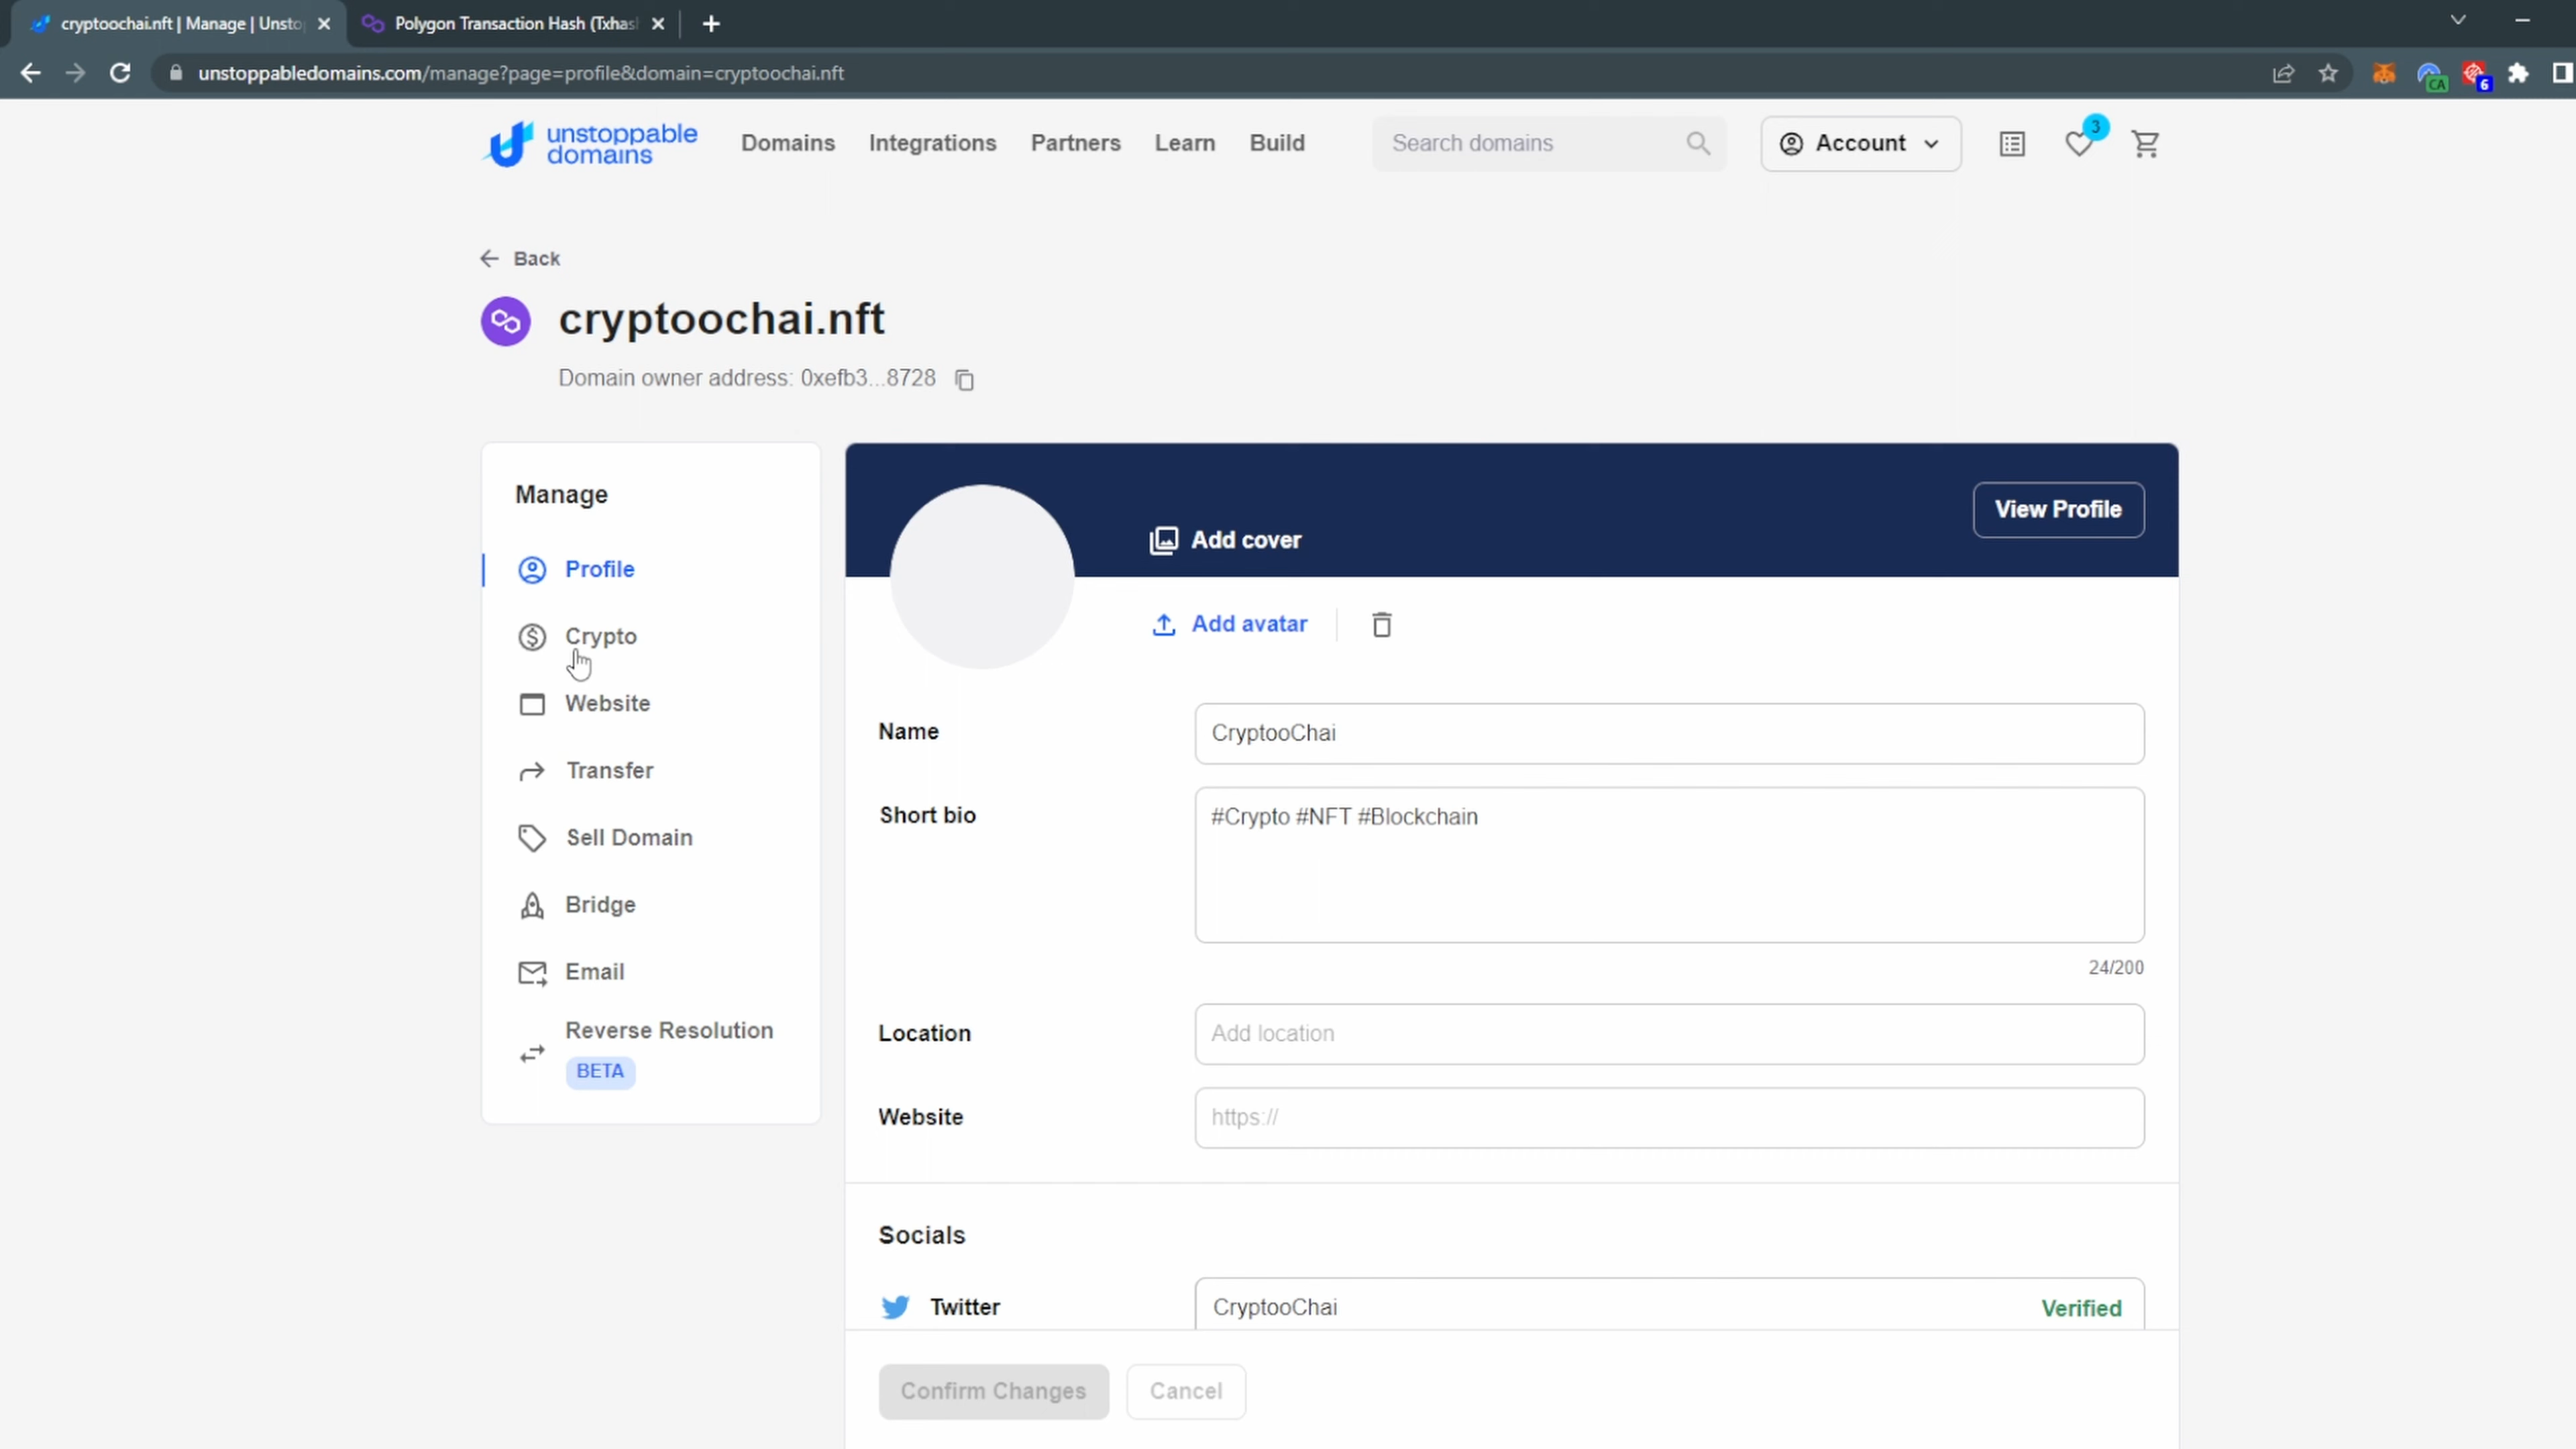 cryptoochai.nft | Manage | Unsto
Polygon Transaction Hash (Txhas
unstoppabledomains.com/manage?page=profile&domain=cryptoochai.nft
CA
6
unstoppable
domains
Domains
Integrations
Partners
Learn
Build
Search domains
Account
3
Back
cryptoochai.nft
Domain owner address: 0xefb3...8728
Manage
Profile
Crypto
Website
Transfer
Sell Domain
Bridge
Email
Reverse Resolution
BETA
View Profile
Add cover
Add avatar
Name
CryptooChai
Short bio
#Crypto #NFT #Blockchain
24/200
Location
Add location
Website
https://
Socials
Twitter
CryptooChai
Verified
Confirm Changes
Cancel